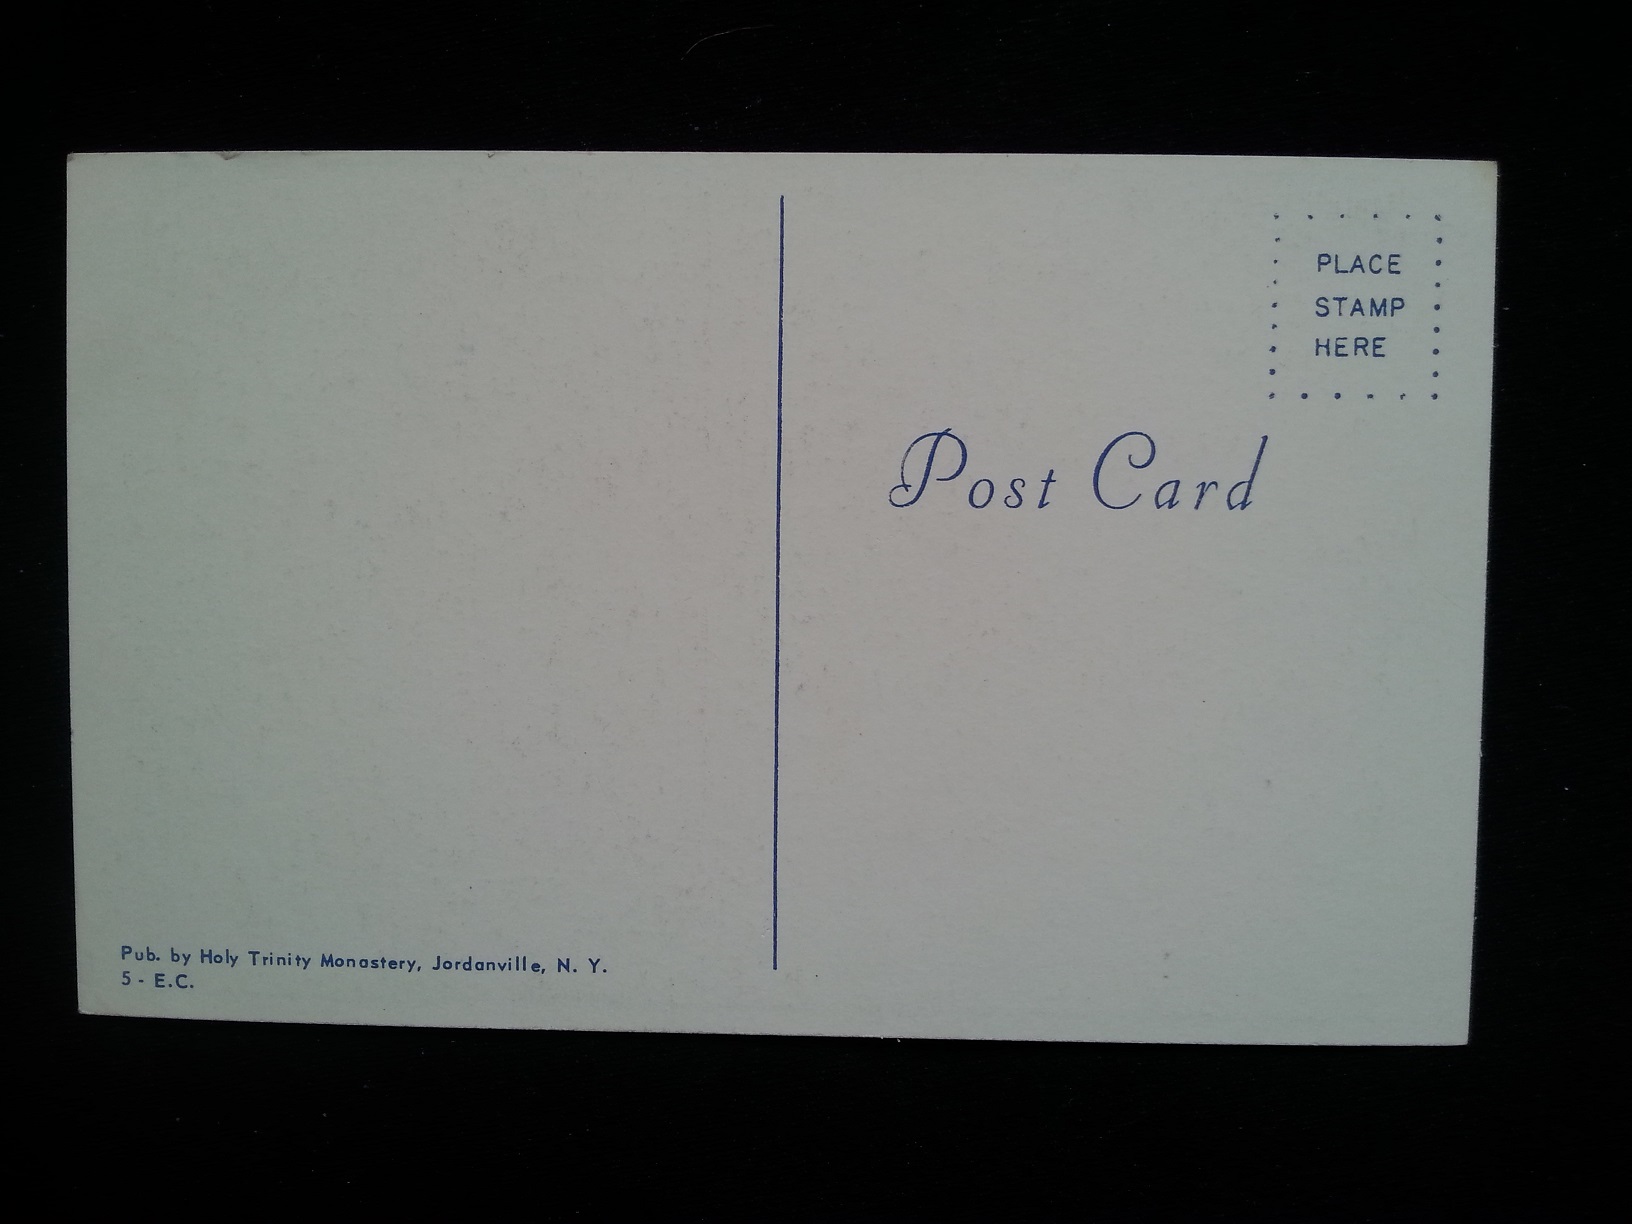 PLACE
STAMP
HERE
Post Card
Pub. by Holy Trinity Monastery, Jordanville, N. Y.
5 - E.C.